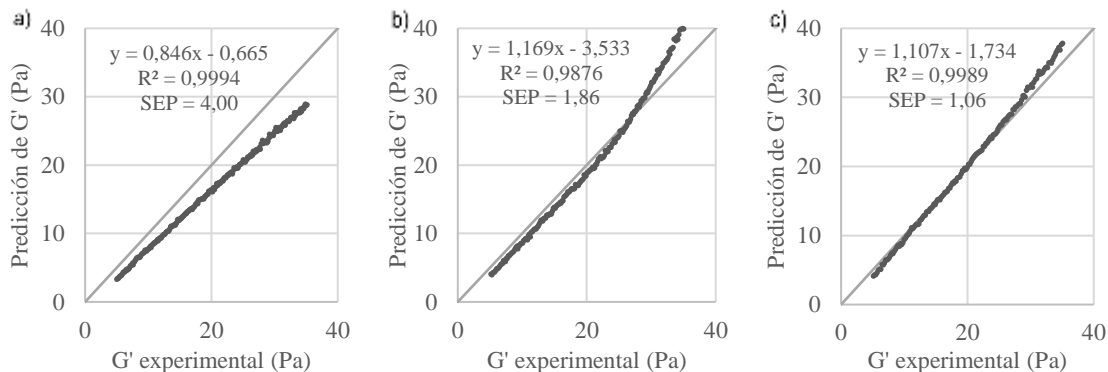 a)
40
30
20
10
0
Predicción de G' (Pa)
y = 0,846x - 0,665
R² = 0,9994
SEP = 4,00
0 20 40
G' experimental (Pa)
b)
40
30
20
10
0
Predicción de G' (Pa)
y = 1,169x - 3,533
R² = 0,9876
SEP = 1,86
0 20 40
G' experimental (Pa)
c)
40
30
20
10
0
Predicción de G' (Pa)
y = 1,107x - 1,734
R² = 0,9989
SEP = 1,06
0 20 40
G' experimental (Pa)